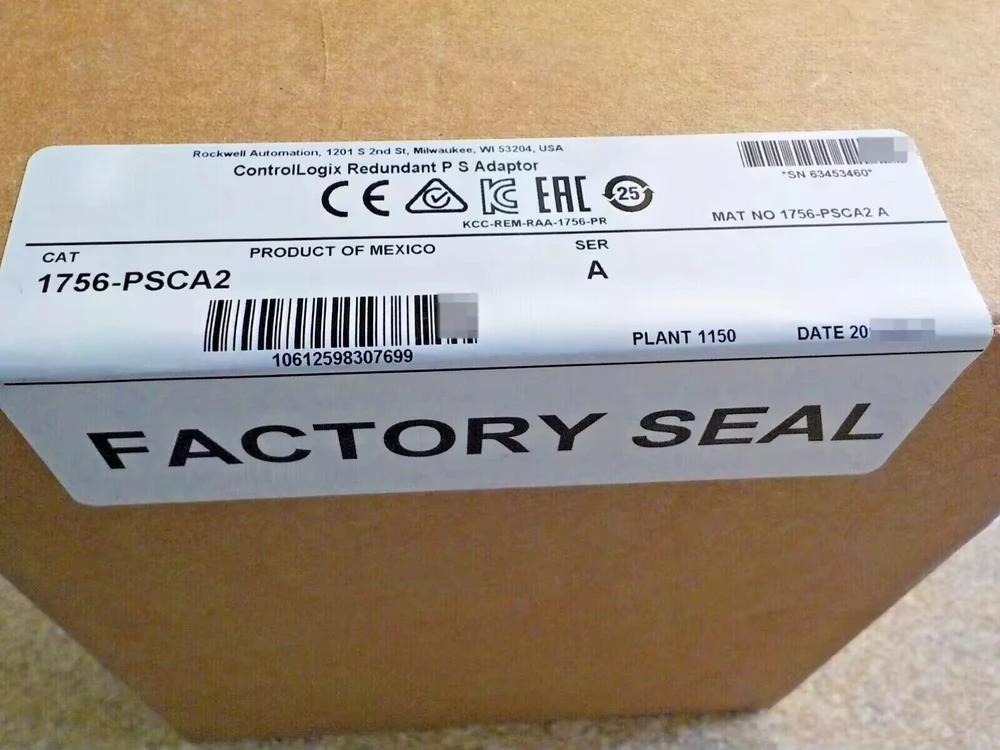 Rockwell Automation, 1201 S 2nd St, Milwaukee, WI 53204, USA
ControlLogix Redundant P S Adaptor
*SN 63453460*
CE KC EAC 25
KCC-REM-RAA-1756-PR
MAT NO 1756-PSCA2 A
CAT
PRODUCT OF MEXICO
SER
1756-PSCA2
A
10612598307699
PLANT 1150
DATE 20
FACTORY SEAL